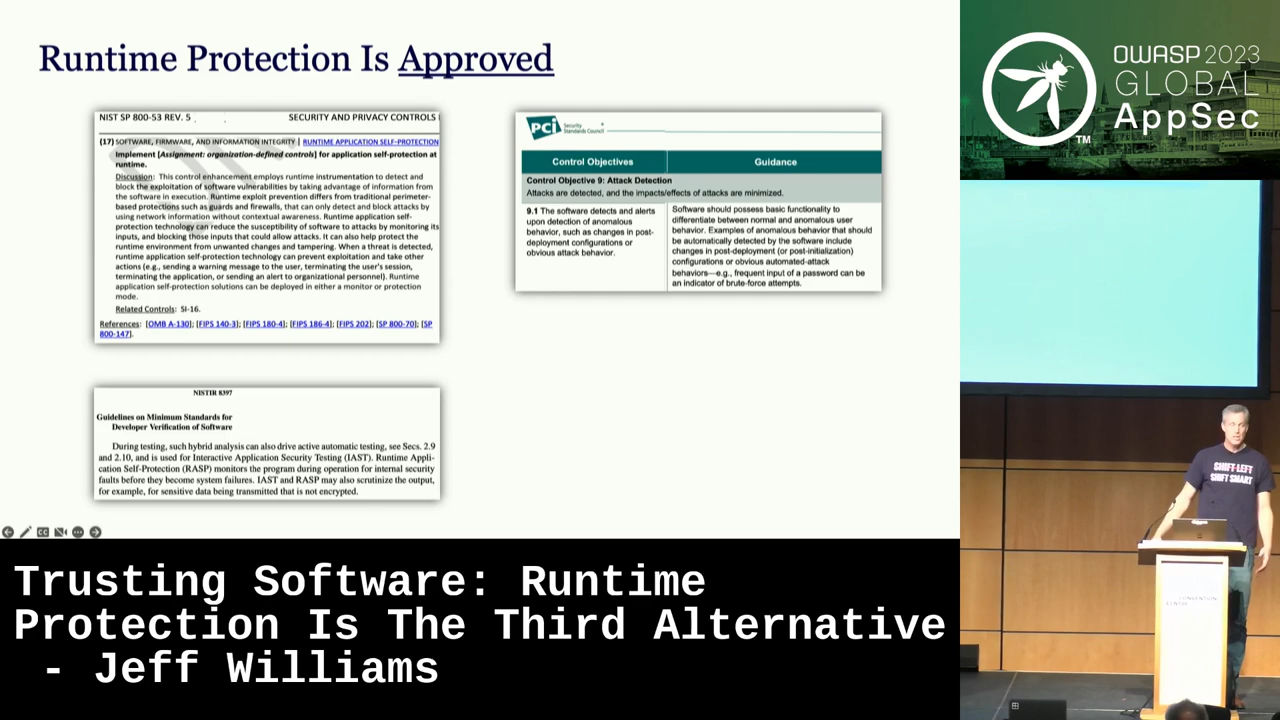 Runtime Protection Is Approved
NIST SP 800-53 REV. 5
SECURITY AND PRIVACY CONTROLS
(17) SOFTWARE, FIRMWARE, AND INFORMATION INTEGRITY | RUNTIME APPLICATION SELF-PROTECTION
Implement [Assignment: organization-defined controls] for application self-protection at
runtime.
Discussion: This control enhancement employs runtime instrumentation to detect and
block the exploitation of software vulnerabilities by taking advantage of information from
the software in execution. Runtime exploit prevention differs from traditional perimeter-
based protections such as guards and firewalls, that can only detect and block attacks by
using network information without contextual awareness. Runtime application self-
protection technology can reduce the susceptibility of software to attacks by monitoring its
inputs, and blocking those inputs that could allow attacks. It can also help protect the
runtime environment from unwanted changes and tampering. When a threat is detected,
runtime application self-protection technology can prevent exploitation and take other
actions (e.g., sending a warning message to the user, terminating the user's session,
terminating the application, or sending an alert to organizational personnel). Runtime
application self-protection solutions can be deployed in either a monitor or protection
mode.
Related Controls: SI-16.
References: [OMB A-130]; [FIPS 140-3]; [FIPS 180-4]; [FIPS 186-4]; [FIPS 202]; [SP 800-70]; [SP
800-147].
PCi Security
Standards Council
Control Objectives
Guidance
Control Objective 9: Attack Detection
Attacks are detected, and the impacts/effects of attacks are minimized.
9.1 The software detects and alerts
upon detection of anomalous
behavior, such as changes in post-
deployment configurations or
obvious attack behavior.
Software should possess basic functionality to
differentiate between normal and anomalous user
behavior. Examples of anomalous behavior that should
be automatically detected by the software include
changes in post-deployment (or post-initialization)
configurations or obvious automated-attack
behaviors—e.g., frequent input of a password can be
an indicator of brute-force attempts.
NISTIR 8397
Guidelines on Minimum Standards for
Developer Verification of Software
During testing, such hybrid analysis can also drive active automatic testing, see Secs. 2.9
and 2.10, and is used for Interactive Application Security Testing (IAST). Runtime Appli-
cation Self-Protection (RASP) monitors the program during operation for internal security
faults before they become system failures. IAST and RASP may also scrutinize the output,
for example, for sensitive data being transmitted that is not encrypted.
CC
OWASP 2023
GLOBAL
AppSec
TM
SHIFT LEFT
SHIFT SMART
CONVENTION
CENTRE
Trusting Software: Runtime
Protection Is The Third Alternative
- Jeff Williams